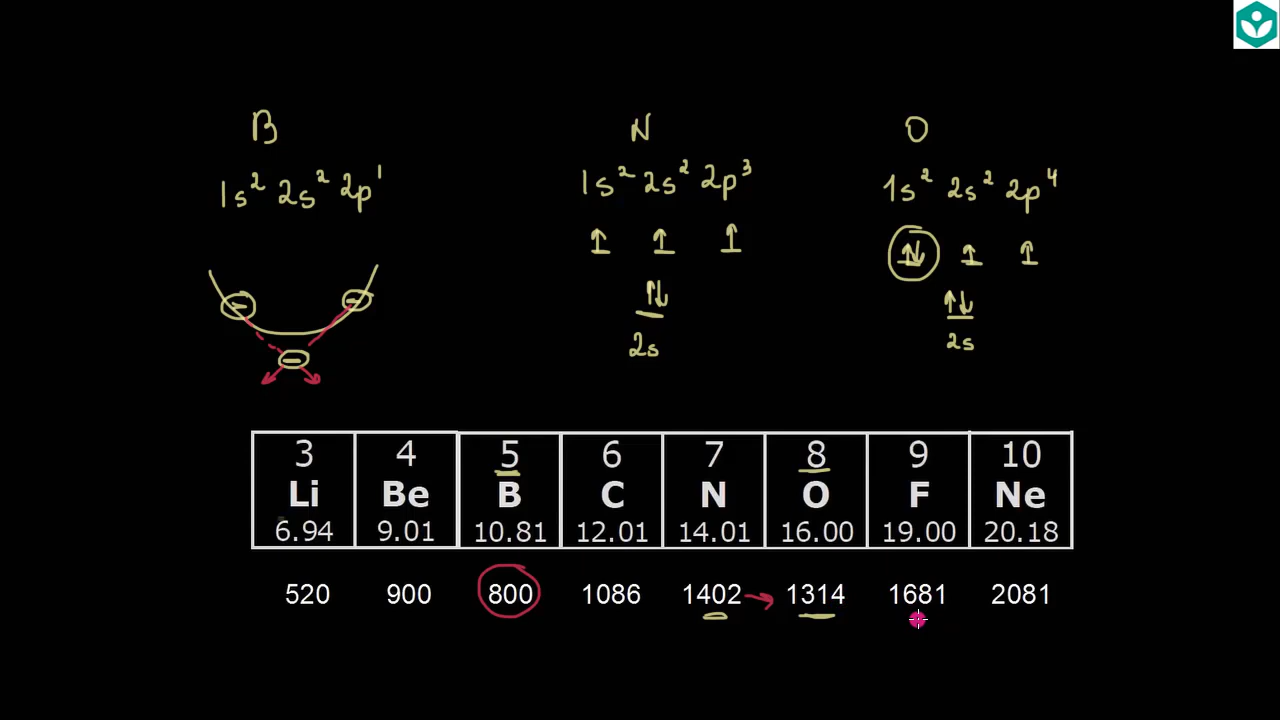 B N O
1s² 2s² 2p¹ 1s² 2s² 2p³ 1s² 2s² 2p⁴
↑ ↑ ↑ ↑↓ ↑ ↑
↑↓ ↑↓
2s 2s
3 4 5 6 7 8 9 10
Li Be B C N O F Ne
6.94 9.01 10.81 12.01 14.01 16.00 19.00 20.18
520 900 800 1086 1402 → 1314 1681 2081